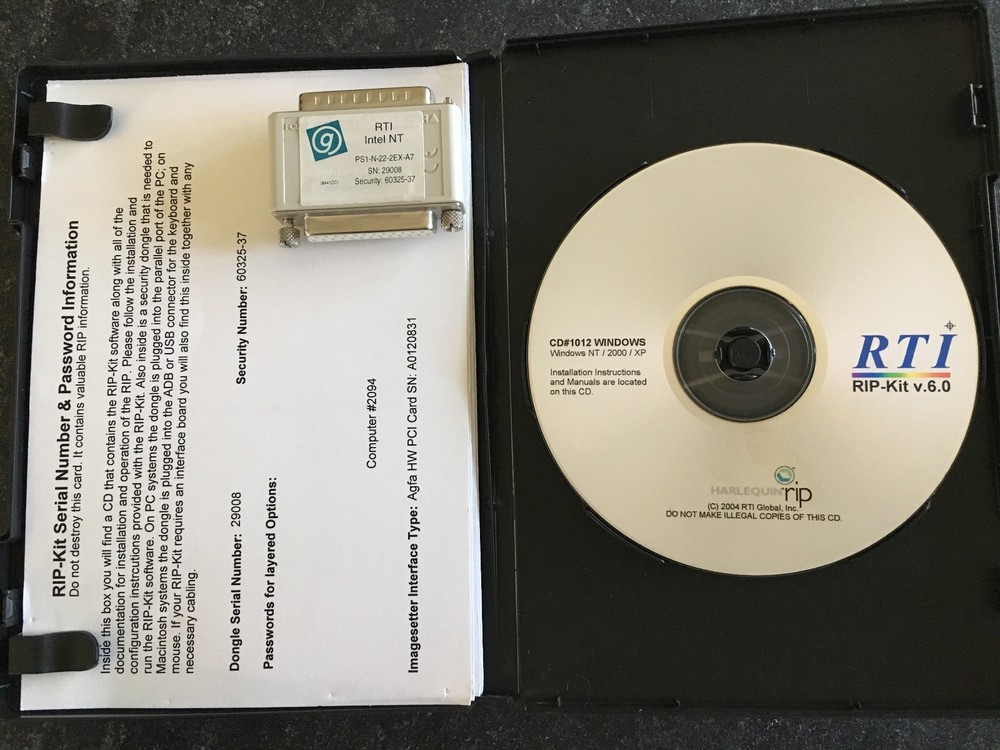 RIP-Kit Serial Number & Password Information
Do not destroy this card. It contains valuable RIP information.
Inside this box you will find a CD that contains the RIP-Kit software along with all of the
documentation for installation and operation of the RIP. Please follow the installation and
configuration instrucutions provided with the RIP-Kit. Also inside is a security dongle that is needed to
run the RIP-Kit software. On PC systems the dongle is plugged into the parallel port of the PC; on
Macintosh systems the dongle is plugged into the ADB or USB connector for the keyboard and
mouse. If your RIP-Kit requires an interface board you will also find this inside together with any
necessary cabling.
Dongle Serial Number: 29008 Security Number: 60325-37
Passwords for layered Options:
Computer #2094
Imagesetter Interface Type: Agfa HW PCI Card SN: A0120831
g
RTI
Intel NT
PS1-N-22-2EX-A7
SN: 29008
Security: 60325-37
CE
CD#1012 WINDOWS
Windows NT / 2000 / XP
Installation Instructions
and Manuals are located
on this CD.
RTI
RIP-Kit v.6.0
HARLEQUIN rip
(C) 2004 RTI Global, Inc.
DO NOT MAKE ILLEGAL COPIES OF THIS CD.